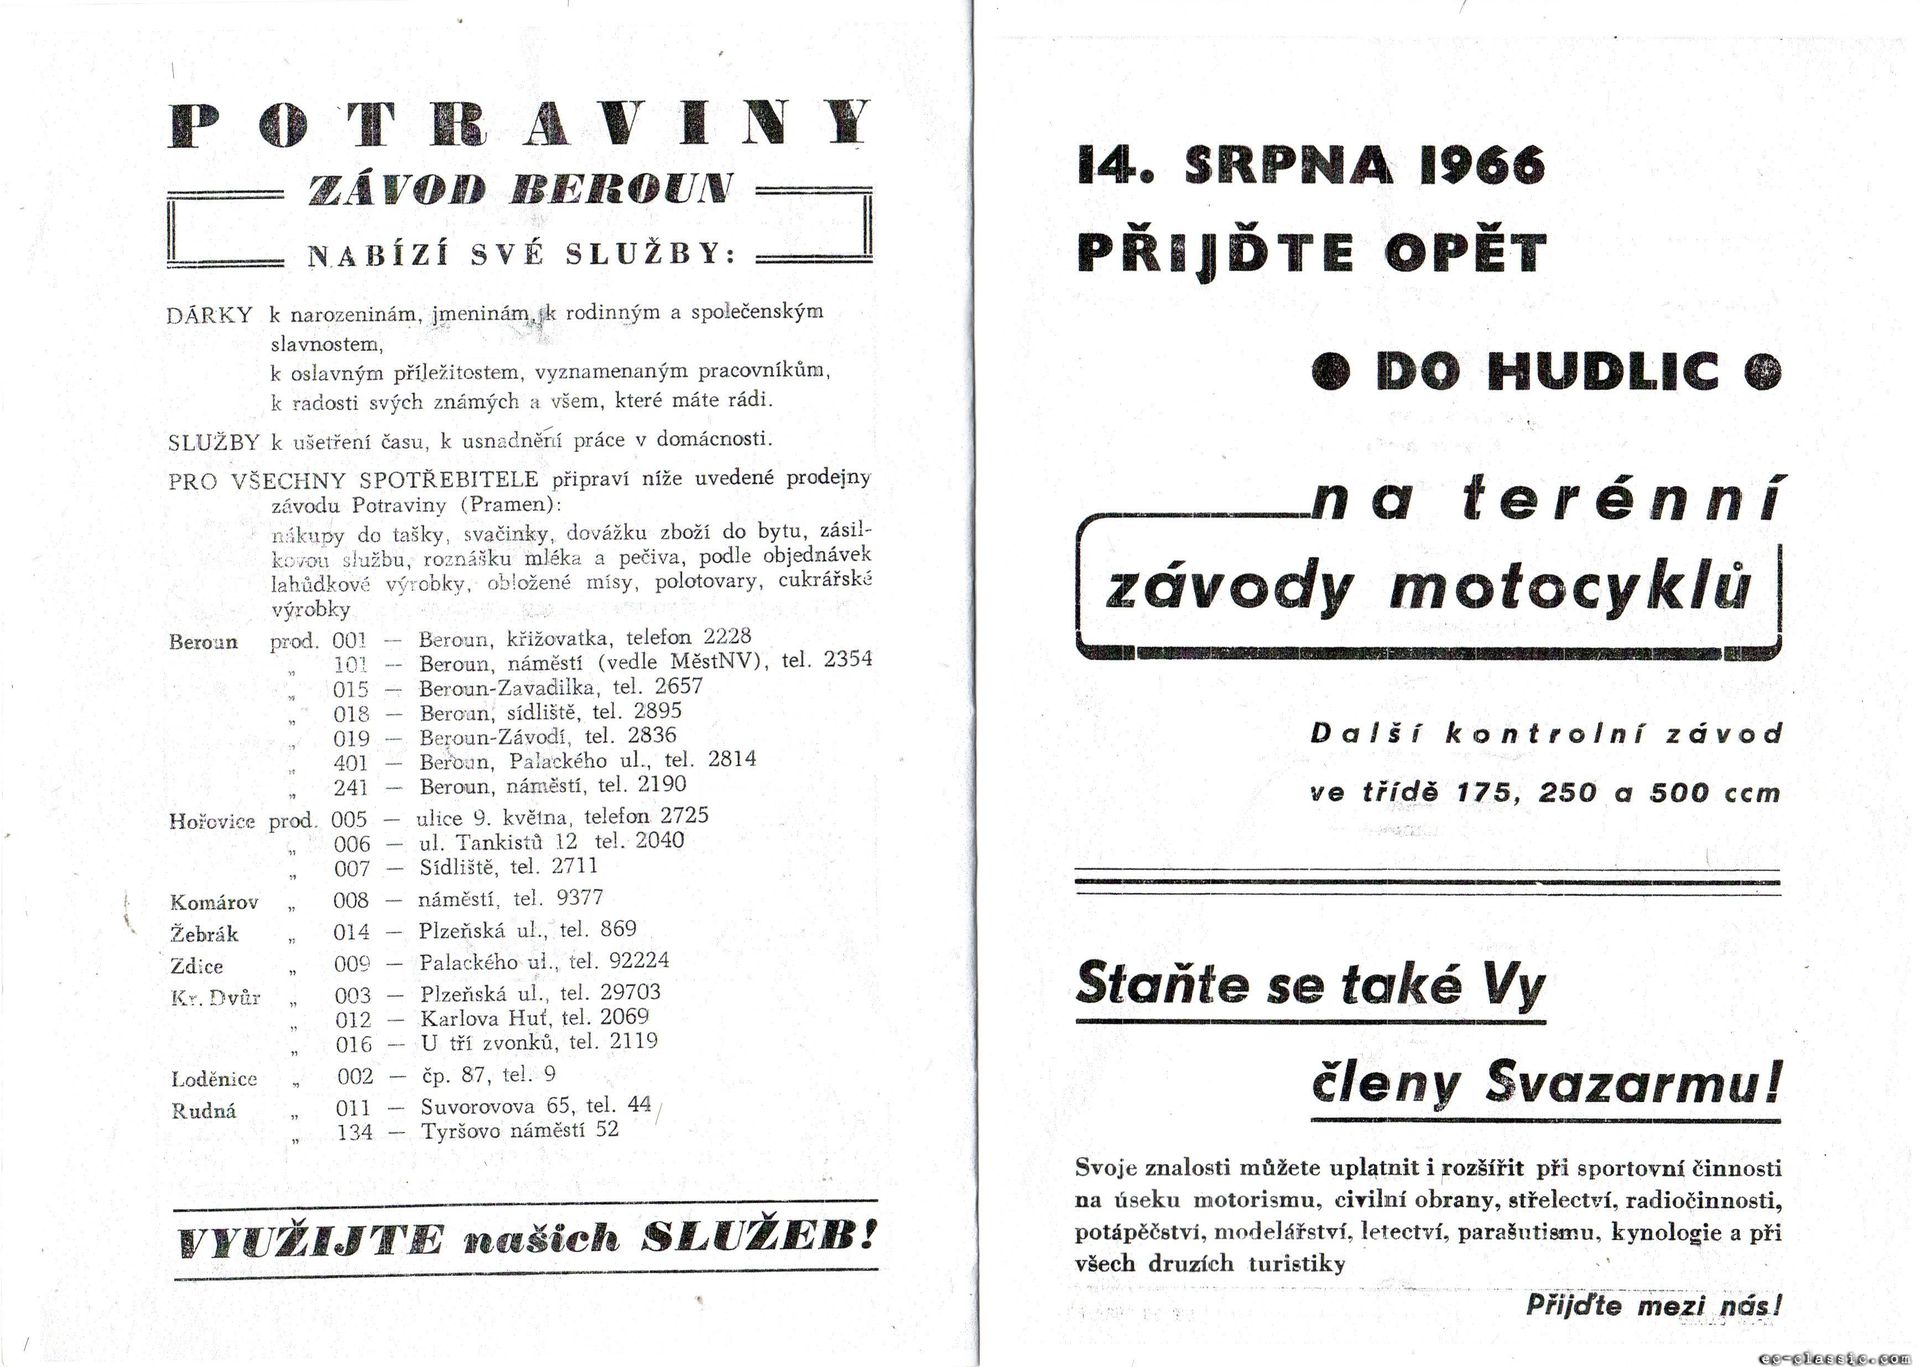 POTRAVINY
ZÁVOD BEROUN
NABÍZÍ SVÉ SLUŽBY:
DÁRKY k narozeninám, jmeninám, k rodinným a společenským
slavnostem,
k oslavným příležitostem, vyznamenaným pracovníkům,
k radosti svých známých a všem, které máte rádi.
SLUŽBY k ušetření času, k usnadnění práce v domácnosti.
PRO VŠECHNY SPOTŘEBITELE připraví níže uvedené prodejny
závodu Potraviny (Pramen):
nákupy do tašky, svačinky, dovážku zboží do bytu, zásil-
kovou službu, roznášku mléka a pečiva, podle objednávek
lahůdkové výrobky, obložené mísy, polotovary, cukrářské
výrobky
Beroun prod. 001 — Beroun, křižovatka, telefon 2228
„ 101 — Beroun, náměstí (vedle MěstNV), tel. 2354
„ 015 — Beroun-Zavadilka, tel. 2657
„ 018 — Beroun, sídliště, tel. 2895
„ 019 — Beroun-Závodí, tel. 2836
„ 401 — Beroun, Palackého ul., tel. 2814
„ 241 — Beroun, náměstí, tel. 2190
Hořovice prod. 005 — ulice 9. května, telefon 2725
„ 006 — ul. Tankistů 12 tel. 2040
„ 007 — Sídliště, tel. 2711
Komárov „ 008 — náměstí, tel. 9377
Žebrák „ 014 — Plzeňská ul., tel. 869
Zdice „ 009 — Palackého ul., tel. 92224
Kr. Dvůr „ 003 — Plzeňská ul., tel. 29703
„ 012 — Karlova Huť, tel. 2069
„ 016 — U tří zvonků, tel. 2119
Loděnice „ 002 — čp. 87, tel. 9
Rudná „ 011 — Suvorovova 65, tel. 44
„ 134 — Tyršovo náměstí 52
VYUŽIJTE našich SLUŽEB!
14. SRPNA 1966
PŘIJĎTE OPĚT
● DO HUDLIC ●
na terénní
závody motocyklů
Další kontrolní závod
ve třídě 175, 250 a 500 ccm
Staňte se také Vy
členy Svazarmu!
Svoje znalosti můžete uplatnit i rozšířit při sportovní činnosti
na úseku motorismu, civilní obrany, střelectví, radiočinnosti,
potápěčství, modelářství, letectví, parašutismu, kynologie a při
všech druzích turistiky
Přijďte mezi nás!
ec-classic.com